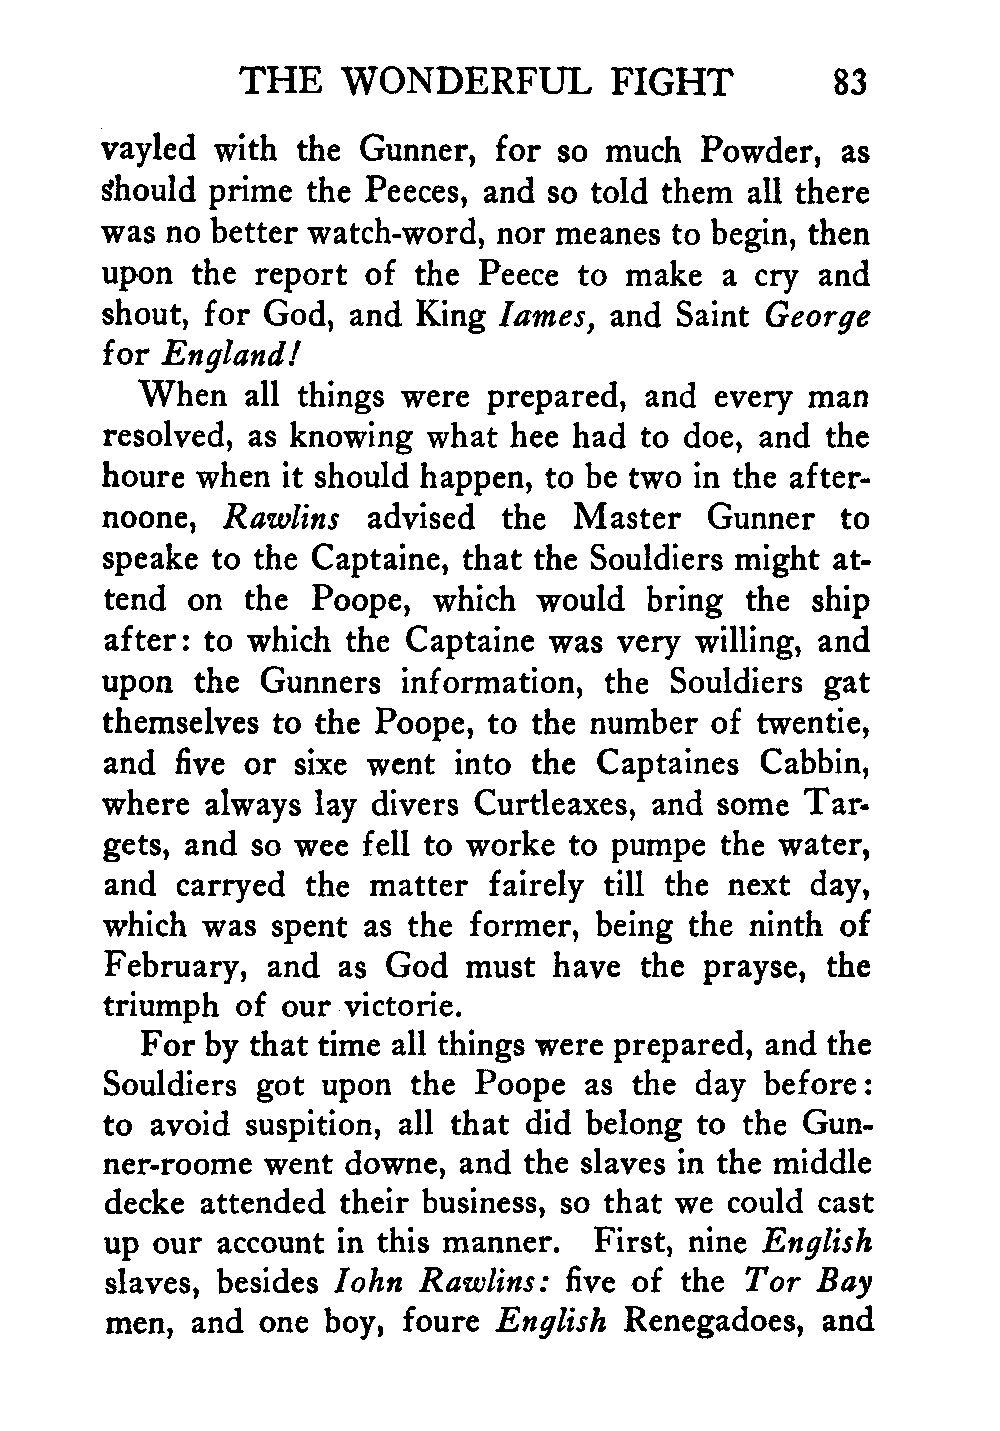 THE WONDERFUL FIGHT 83
vayled with the Gunner, for so much Powder, as
should prime the Peeces, and so told them all there
was no better watch-word, nor meanes to begin, then
upon the report of the Peece to make a cry and
shout, for God, and King Iames, and Saint George
for England!
When all things were prepared, and every man
resolved, as knowing what hee had to doe, and the
houre when it should happen, to be two in the after-
noone, Rawlins advised the Master Gunner to
speake to the Captaine, that the Souldiers might at-
tend on the Poope, which would bring the ship
after: to which the Captaine was very willing, and
upon the Gunners information, the Souldiers gat
themselves to the Poope, to the number of twentie,
and five or sixe went into the Captaines Cabbin,
where always lay divers Curtleaxes, and some Tar-
gets, and so wee fell to worke to pumpe the water,
and carryed the matter fairely till the next day,
which was spent as the former, being the ninth of
February, and as God must have the prayse, the
triumph of our victorie.
For by that time all things were prepared, and the
Souldiers got upon the Poope as the day before:
to avoid suspition, all that did belong to the Gun-
ner-roome went downe, and the slaves in the middle
decke attended their business, so that we could cast
up our account in this manner. First, nine English
slaves, besides Iohn Rawlins: five of the Tor Bay
men, and one boy, foure English Renegadoes, and